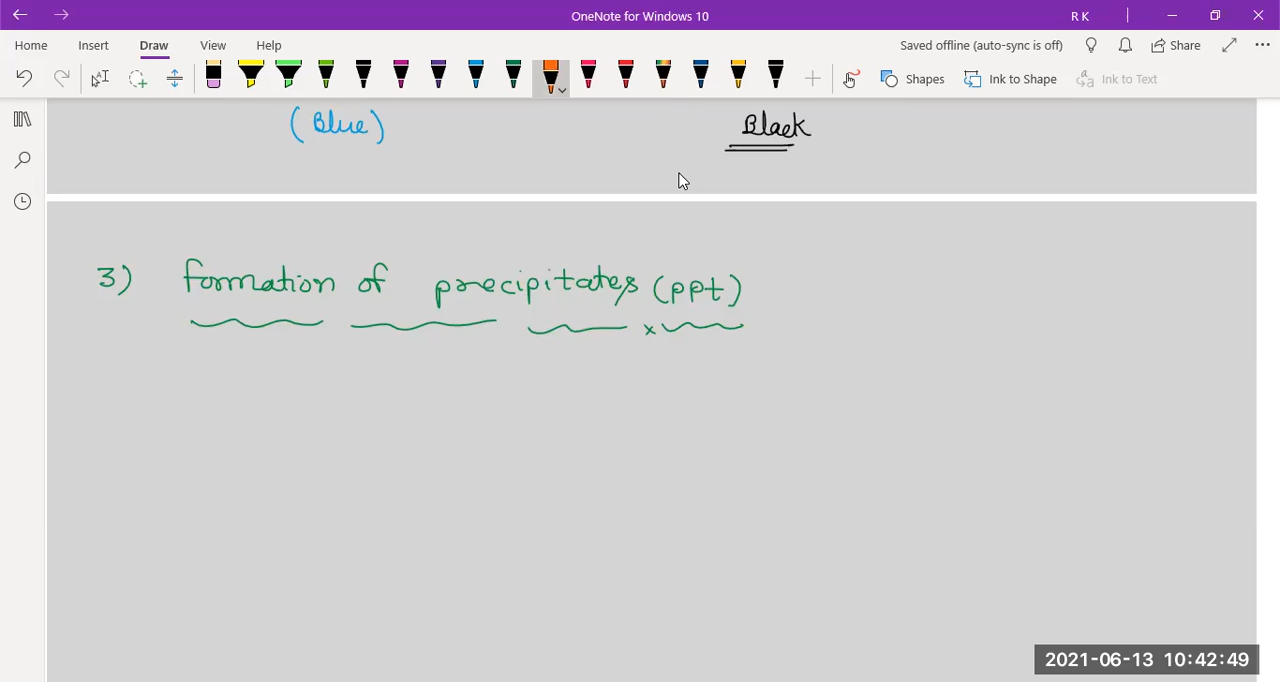 OneNote for Windows 10
R K
Home Insert Draw View Help
Saved offline (auto-sync is off) Share
Shapes Ink to Shape Ink to Text
(Blue) Black
3) Formation of precipitates (ppt)
2021-06-13 10:42:49